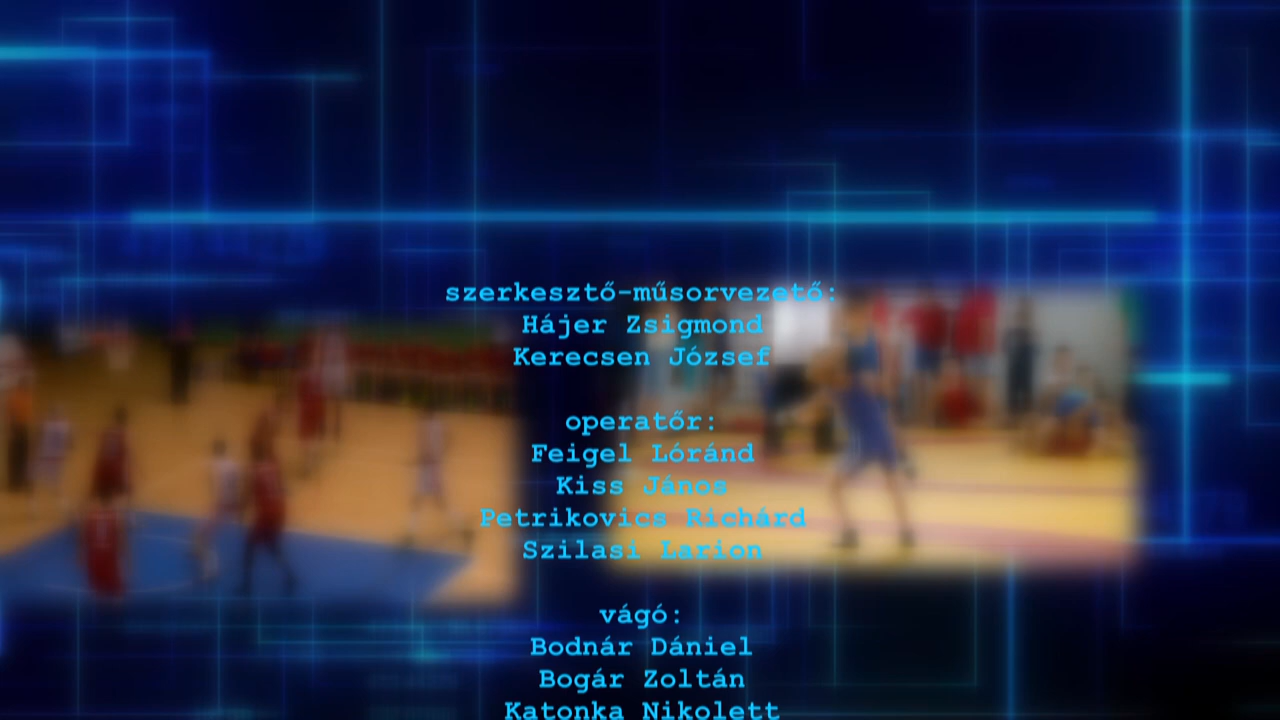 szerkesztő-műsorvezető:
Hájer Zsigmond
Kerecsen József
operatőr:
Feigel Lóránd
Kiss János
Petrikovics Richárd
Szilasi Larion
vágó:
Bodnár Dániel
Bogár Zoltán
Katonka Nikolett